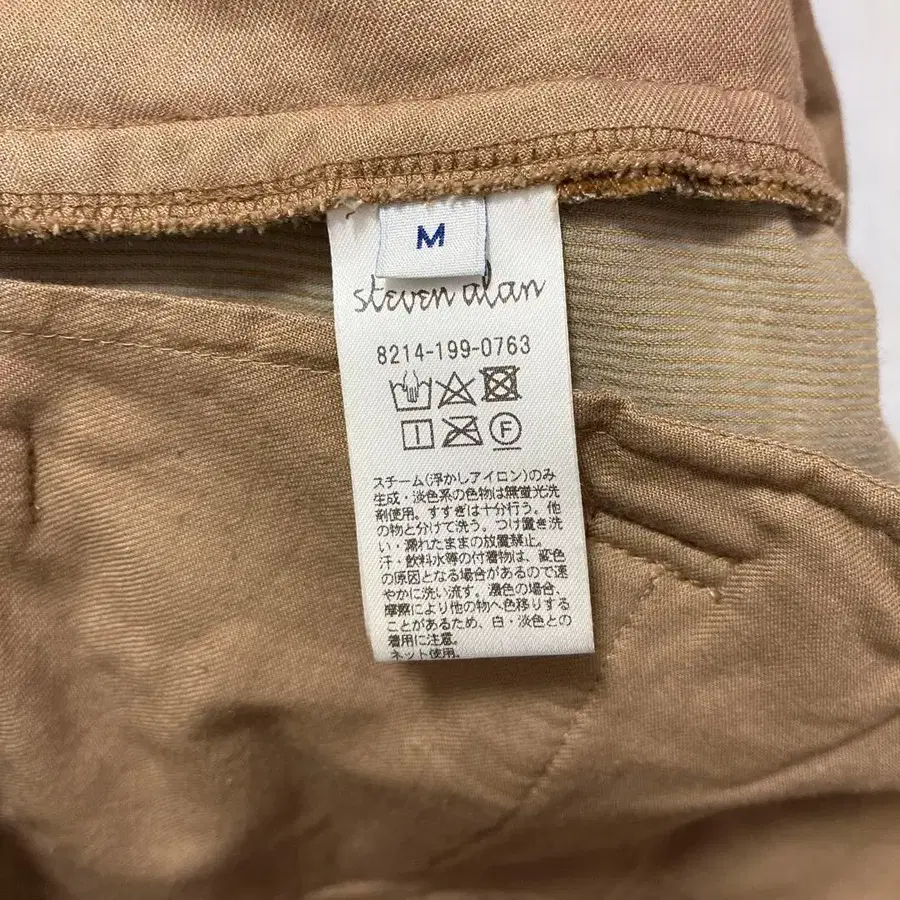 M
steven alan
8214-199-0763
F
スチーム(浮かしアイロン)のみ
生成・淡色系の色物は無蛍光洗
剤使用。すすぎは十分行う。他
の物と分けて洗う。つけ置き洗
い・濡れたままの放置禁止。
汗・飲料水等の付着物は、変色
の原因となる場合があるので速
やかに洗い流す。濃色の場合、
摩擦により他の物へ色移りする
ことがあるため、白・淡色との
着用に注意。
ネット使用。